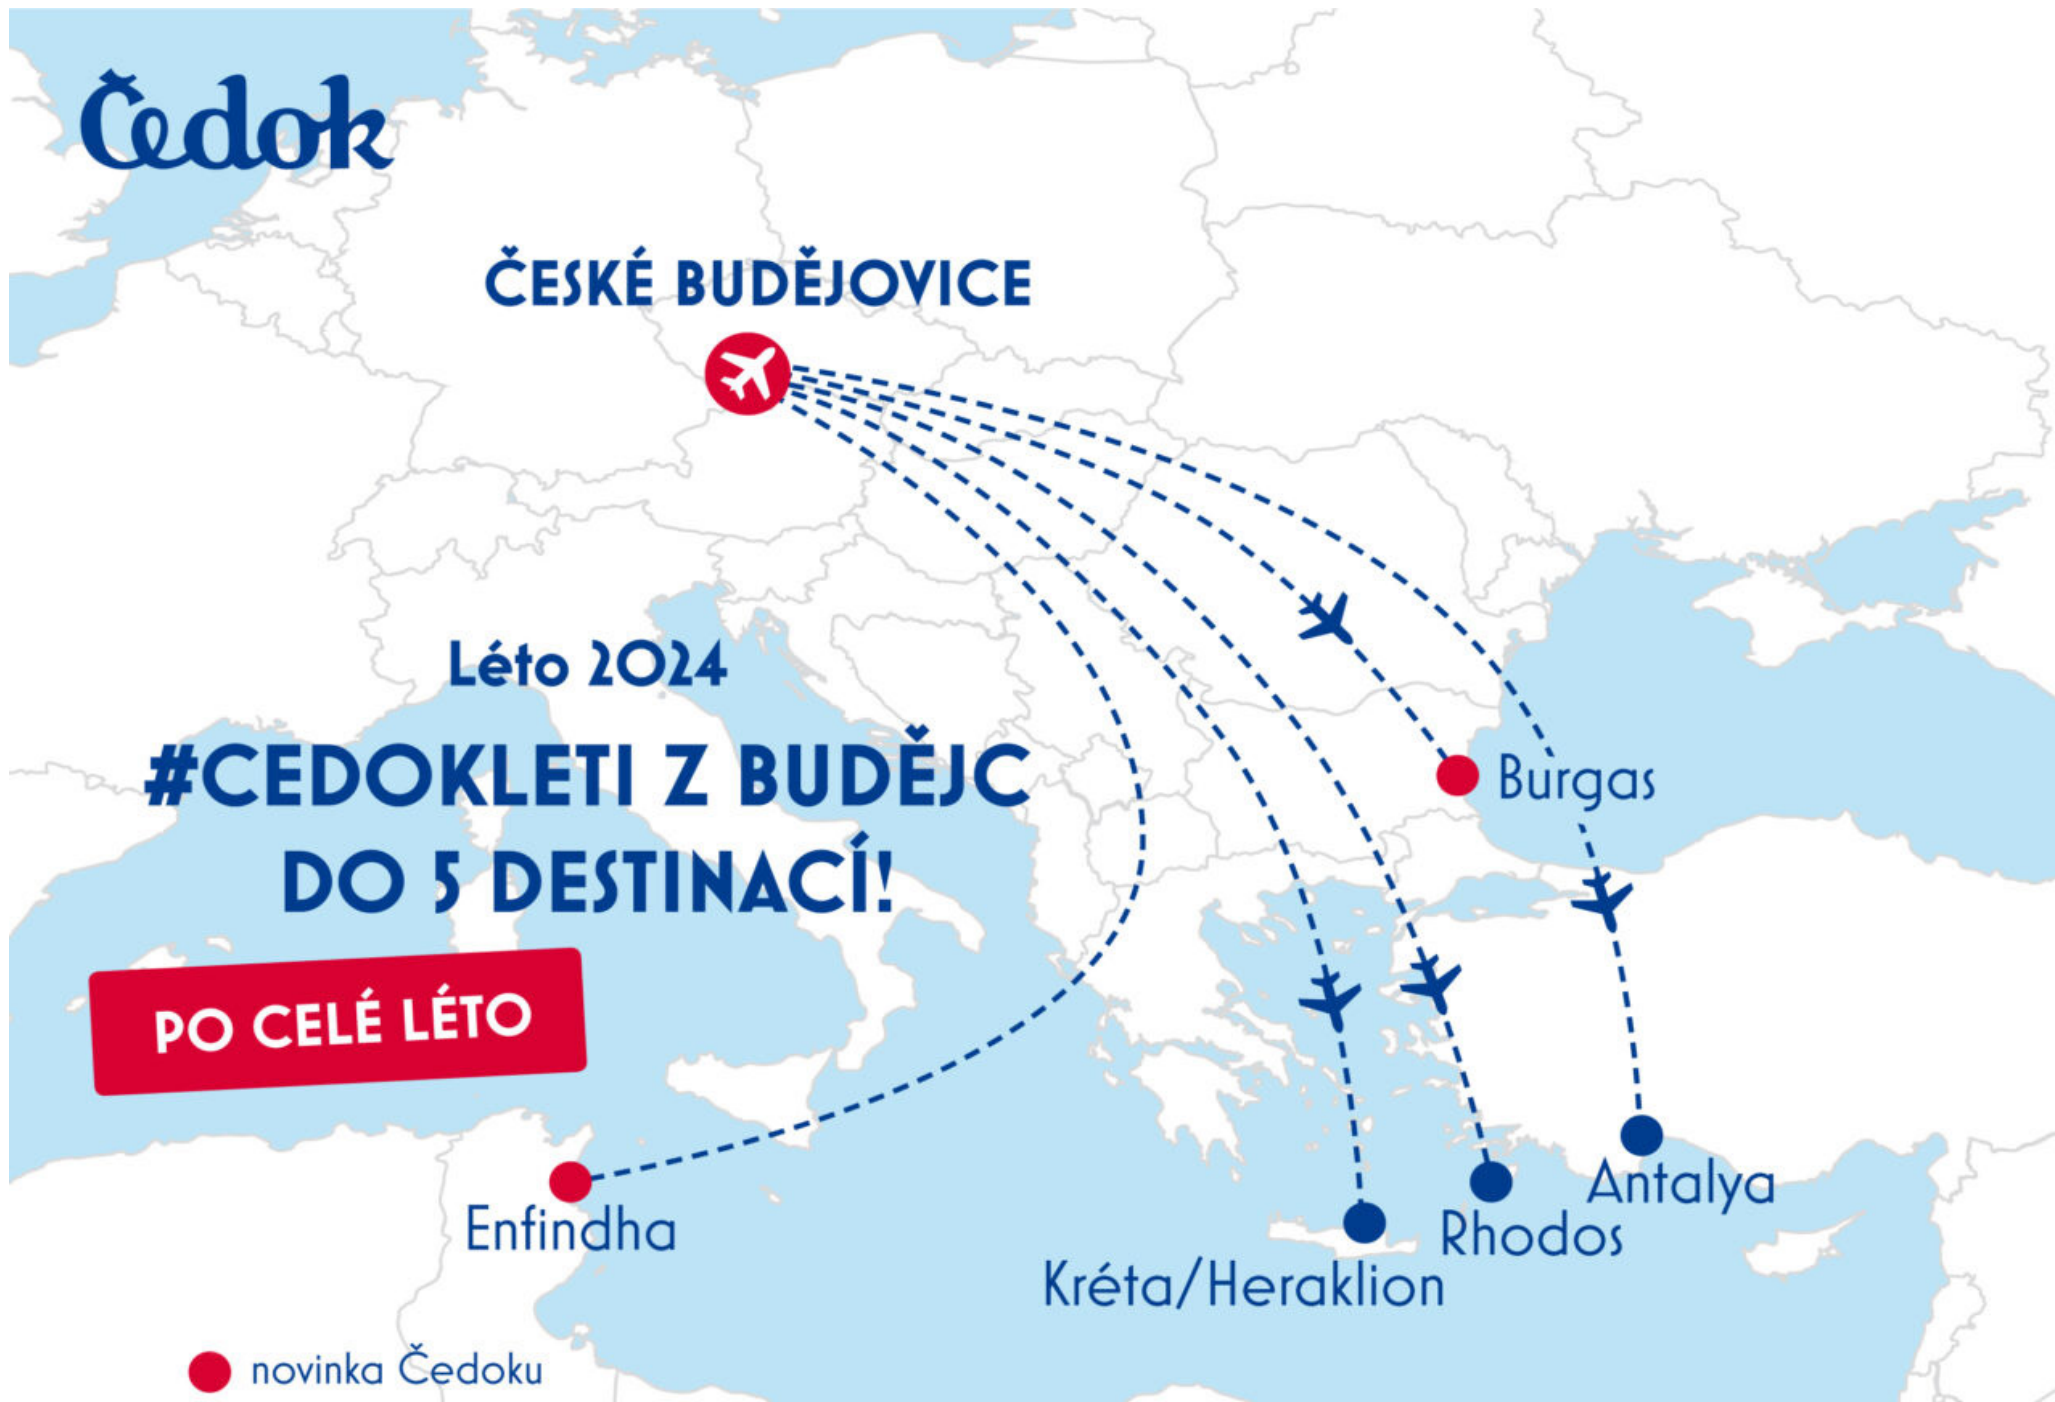 Čedok
ČESKÉ BUDĚJOVICE
Léto 2024
#CEDOKLETI Z BUDĚJC
DO 5 DESTINACÍ!
PO CELÉ LÉTO
Burgas
Antalya
Rhodos
Kréta/Heraklion
Enfindha
novinka Čedoku